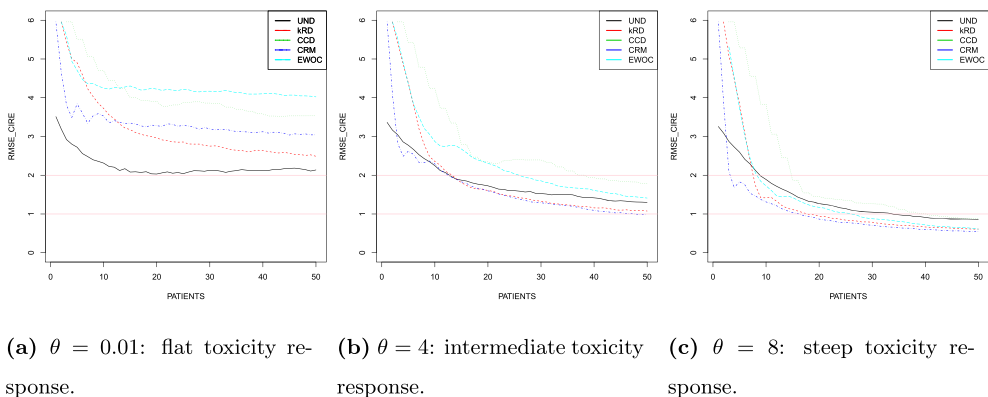 UND
kRD
CCD
CRM
EWOC
RMSE_CIRE
0 1 2 3 4 5 6
0 10 20 30 40 50
PATIENTS
UND
kRD
CCD
CRM
EWOC
RMSE_CIRE
0 1 2 3 4 5 6
0 10 20 30 40 50
PATIENTS
UND
kRD
CCD
CRM
EWOC
RMSE_CIRE
0 1 2 3 4 5 6
0 10 20 30 40 50
PATIENTS
(a) θ = 0.01: flat toxicity re-
sponse.
(b) θ = 4: intermediate toxicity
response.
(c) θ = 8: steep toxicity re-
sponse.